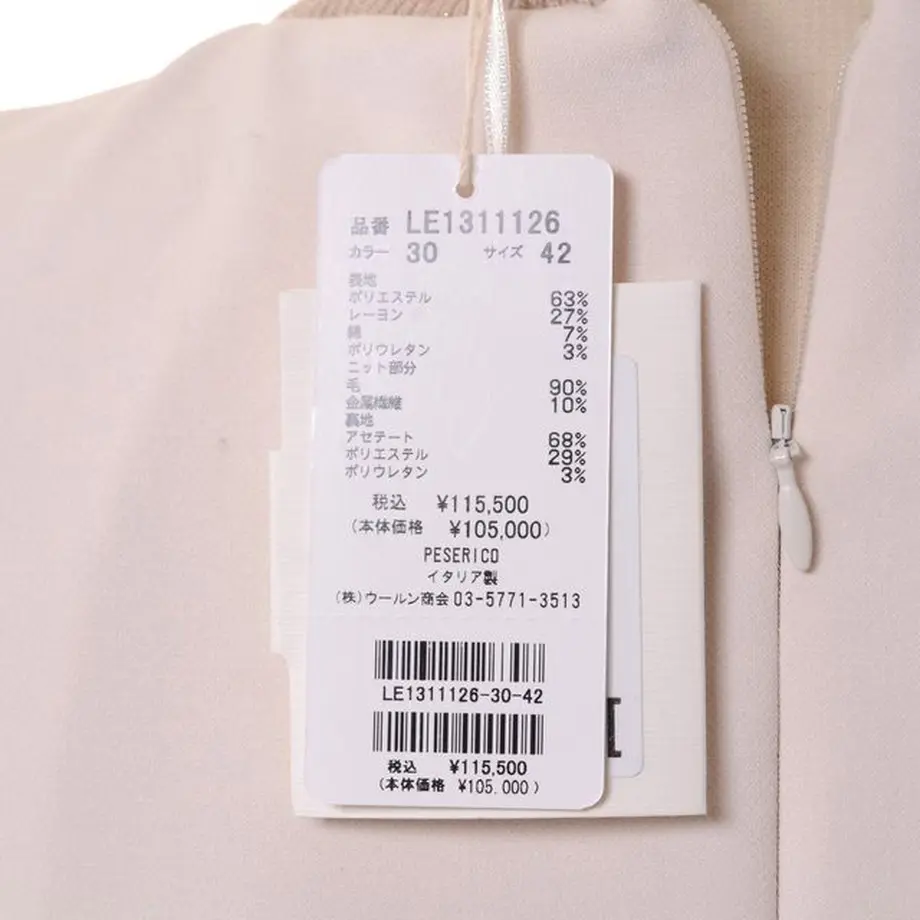 品番 LE1311126
カラー 30 サイズ 42
表地
ポリエステル 63%
レーヨン 27%
綿 7%
ポリウレタン 3%
ニット部分
毛 90%
金属繊維 10%
裏地
アセテート 68%
ポリエステル 29%
ポリウレタン 3%
税込 ¥115,500
(本体価格 ¥105,000)
PESERICO
イタリア製
(株)ウールン商会 03-5771-3513
LE1311126-30-42
税込 ¥115,500
(本体価格 ¥105,000)